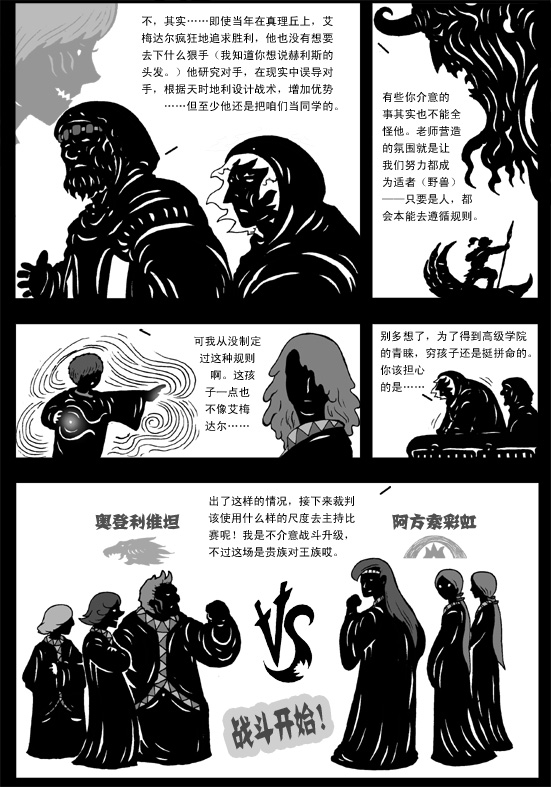 不，其实……即使当年在真理丘上，艾
梅达尔疯狂地追求胜利，他也没有想要
去下什么狠手（我知道你想说赫利斯的
头发。）他研究对手，在现实中误导对
手，根据天时地利设计战术，增加优势
……但至少他还是把咱们当同学的。
有些你介意的
事其实也不能全
怪他。老师营造
的氛围就是让
我们努力都成
为适者（野兽）
——只要是人，都
会本能去遵循规则。
可我从没制定
过这种规则
啊。这孩
子一点也
不像艾梅
达尔……
别多想了，为了得到高级学院
的青睐，穷孩子还是挺拼命的。
你该担心
的是……
出了这样的情况，接下来裁判
该使用什么样的尺度去主持比
赛呢！我是不介意战斗升级，
不过这场是贵族对王族哎。
奥登利维坦
阿方索彩虹
VS
战斗开始！